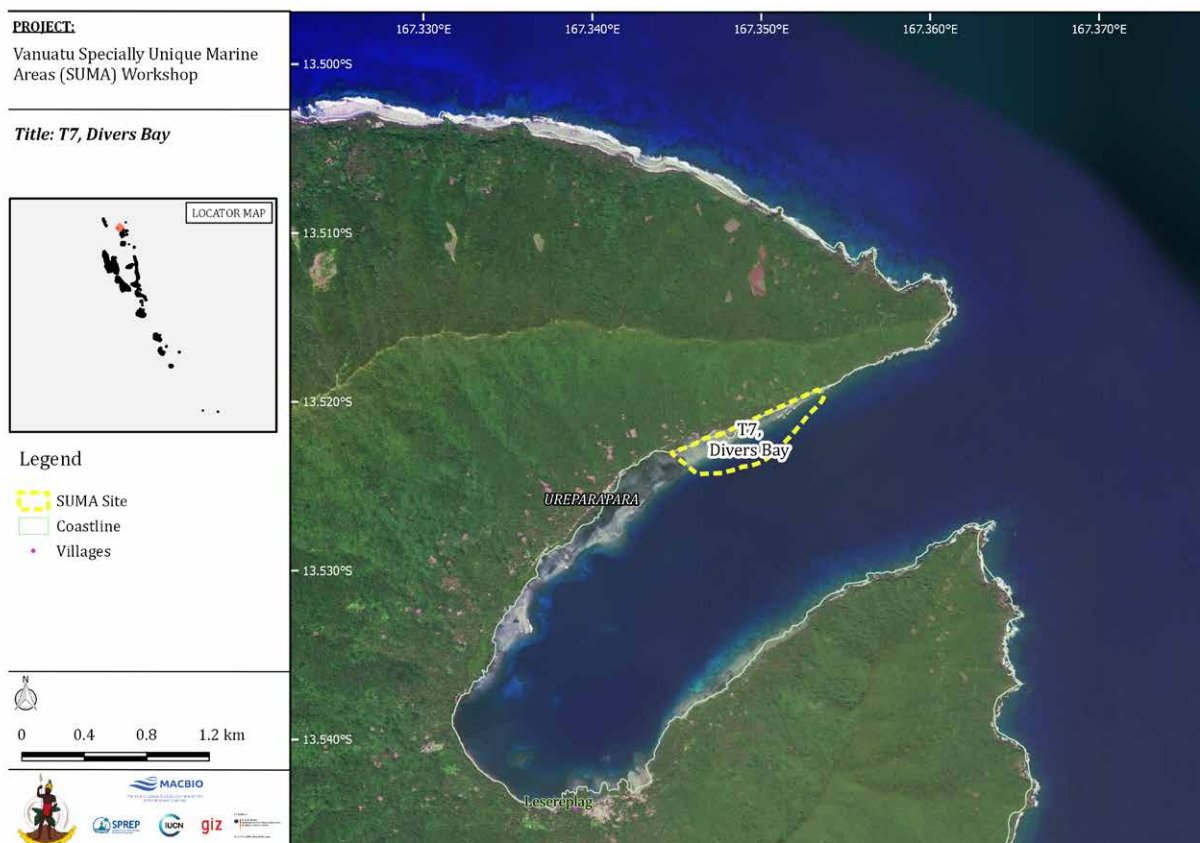 PROJECT:
Vanuatu Specially Unique Marine
Areas (SUMA) Workshop
Title: T7, Divers Bay
LOCATOR MAP
Legend
SUMA Site
Coastline
Villages
N
0 0.4 0.8 1.2 km
MACBIO
SPREP
IUCN
giz
167.330°E 167.340°E 167.350°E 167.360°E 167.370°E
13.500°S
13.510°S
13.520°S
T7,
Divers Bay
UREPARAPARA
13.530°S
13.540°S
Lesereplag